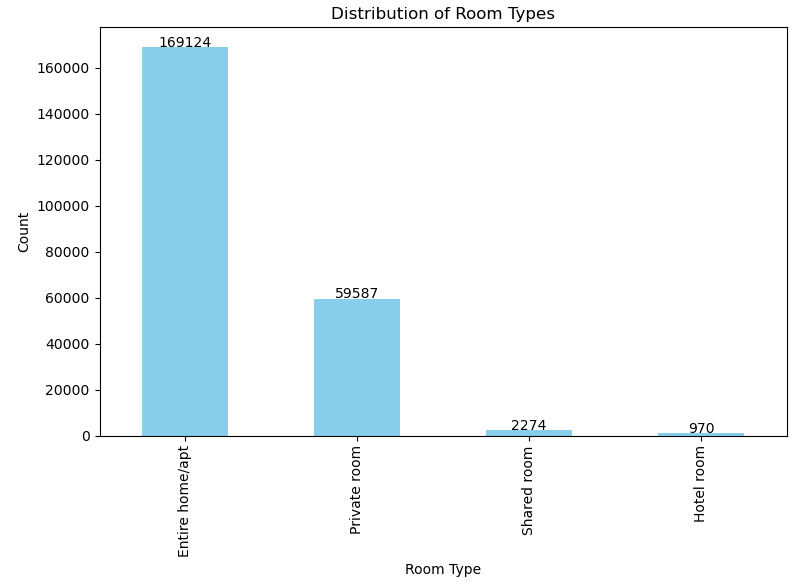 Distribution of Room Types
169124
160000
140000
120000
100000
80000
60000
40000
20000
0
Count
59587
2274
970
Entire home/apt
Private room
Shared room
Hotel room
Room Type